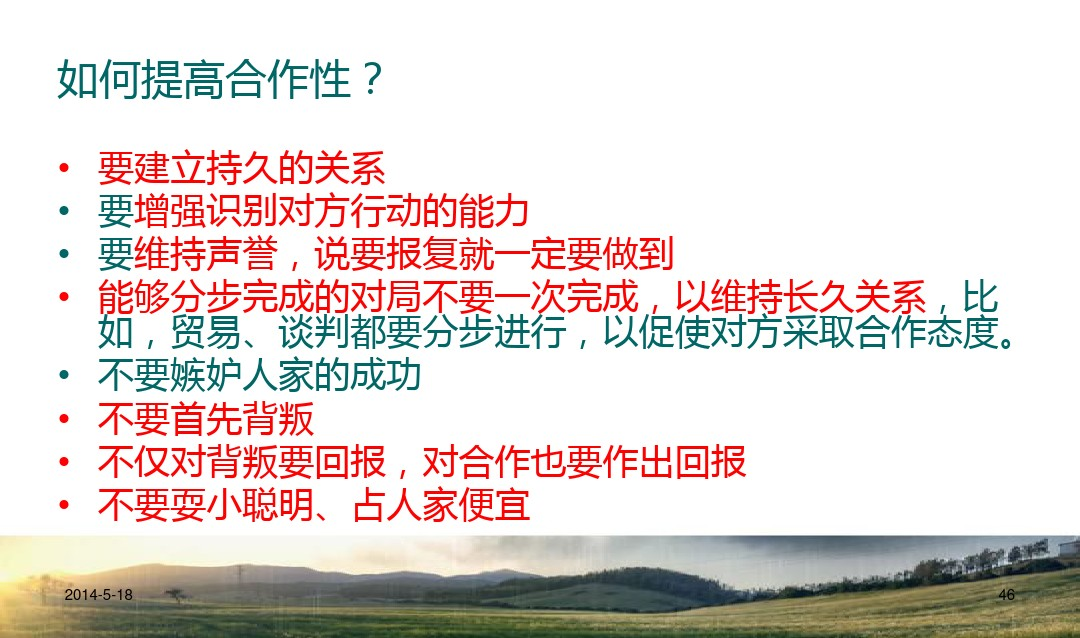 如何提高合作性？
• 要建立持久的关系
• 要增强识别对方行动的能力
• 要维持声誉，说要报复就一定要做到
• 能够分步完成的对局不要一次完成，以维持长久关系，比
如，贸易、谈判都要分步进行，以促使对方采取合作态度。
• 不要嫉妒人家的成功
• 不要首先背叛
• 不仅对背叛要回报，对合作也要作出回报
• 不要耍小聪明、占人家便宜
2014-5-18
46